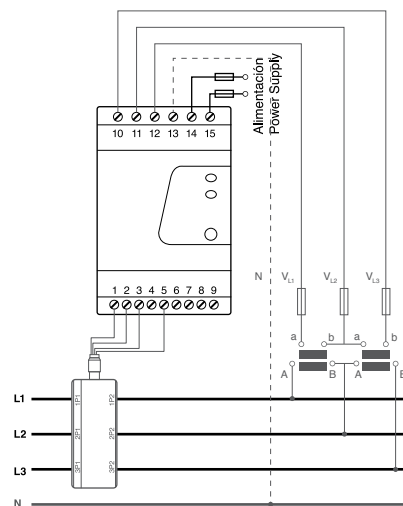 10 11 12 13 14 15
Alimentación
Power Supply
1 2 3 4 5 6 7 8 9
N VL1 VL2 VL3
a b a b
A B A B
L1 1P1 1P2
L2 2P1 2P2
L3 3P1 3P2
N